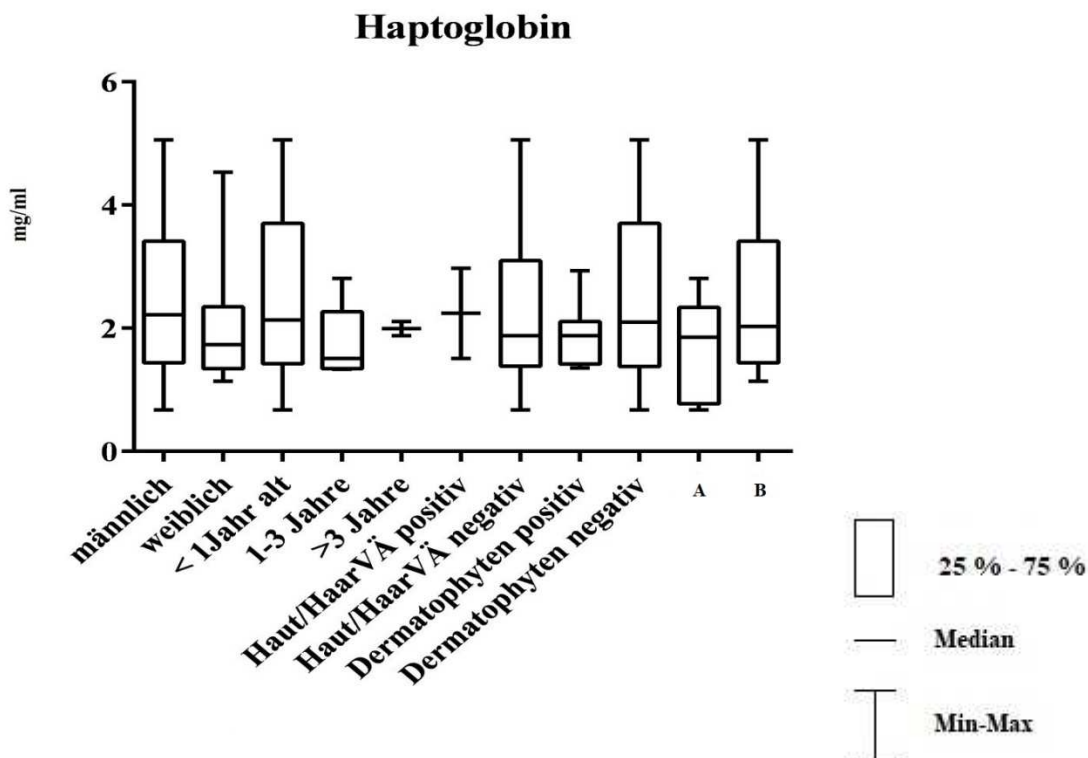 Haptoglobin
6
mg/ml
4
2
0
männlich
weiblich
< 1Jahr alt
1-3 Jahre
>3 Jahre
Haut/HaarVÄ positiv
Haut/HaarVÄ negativ
Dermatophyten positiv
Dermatophyten negativ
A
B
25 % - 75 %
Median
Min-Max